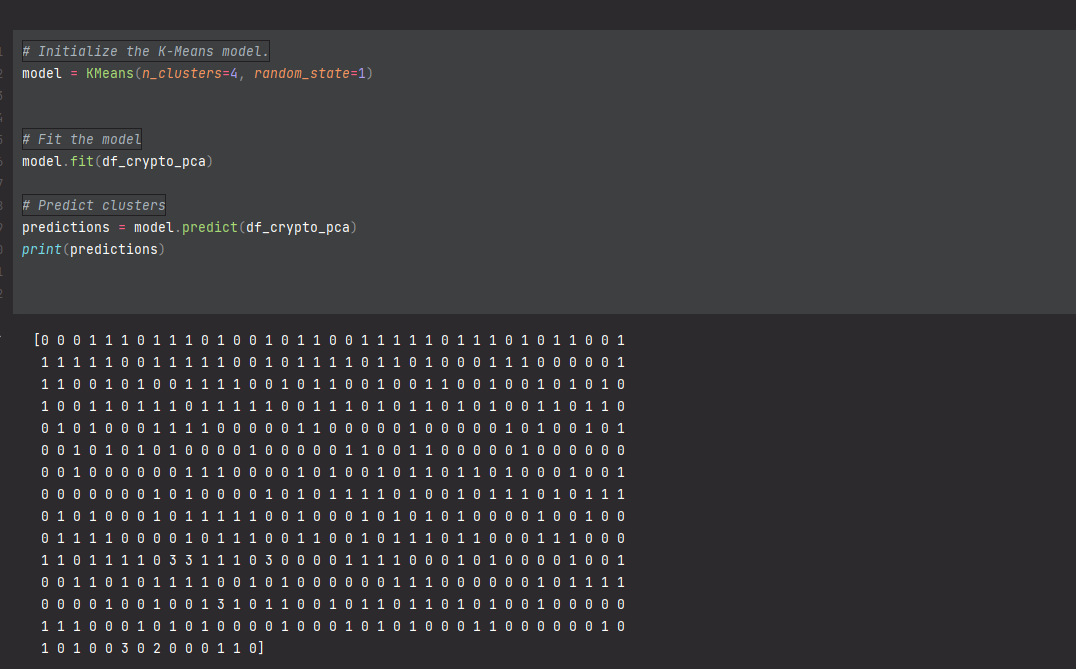 # Initialize the K-Means model.
model = KMeans(n_clusters=4, random_state=1)
# Fit the model
model.fit(df_crypto_pca)
# Predict clusters
predictions = model.predict(df_crypto_pca)
print(predictions)
[0 0 0 1 1 1 0 1 1 1 0 1 0 0 1 0 1 1 0 0 1 1 1 1 1 0 1 1 1 0 1 0 1 1 0 0 1
1 1 1 1 1 0 0 1 1 1 1 1 0 0 1 0 1 1 1 1 0 1 1 0 1 0 0 0 1 1 1 0 0 0 0 0 1
1 1 0 0 1 0 1 0 0 1 1 1 1 0 0 1 0 1 1 0 0 1 0 0 1 1 0 0 1 0 0 1 0 1 0 1 0
1 0 0 1 1 0 1 1 1 0 1 1 1 1 1 0 0 1 1 1 0 1 0 1 1 0 1 0 1 0 0 1 1 0 1 1 0
0 1 0 1 0 0 0 1 1 1 1 0 0 0 0 0 1 1 0 0 0 0 0 1 0 0 0 0 0 1 0 1 0 0 1 0 1
0 0 1 0 1 0 1 0 1 0 0 0 0 1 0 0 0 0 0 1 1 0 0 1 1 0 0 0 0 0 1 0 0 0 0 0 0
0 0 1 0 0 0 0 0 0 1 1 1 0 0 0 0 1 0 1 0 0 1 0 1 1 0 1 1 0 1 0 0 0 1 0 0 1
0 0 0 0 0 0 0 1 0 1 0 0 0 0 1 0 1 0 1 1 1 1 0 1 0 0 1 0 1 1 1 0 1 0 1 1 1
0 1 0 1 0 0 0 1 0 1 1 1 1 1 0 0 1 0 0 0 1 0 1 0 1 0 1 0 0 0 0 1 0 0 1 0 0
0 1 1 1 1 0 0 0 0 1 0 1 1 1 0 0 1 1 0 0 1 0 1 1 1 0 1 1 1 0 0 0 1 1 1 0 0 0
1 1 0 1 1 1 1 0 3 3 1 1 1 0 3 0 0 0 0 1 1 1 1 0 0 0 1 0 1 0 0 0 0 1 0 0 1
0 0 1 1 0 1 0 1 1 1 1 0 0 1 0 1 0 0 0 0 0 0 1 1 1 0 0 0 0 0 0 1 0 1 1 1 1
0 0 0 0 1 0 0 1 0 0 1 3 1 0 1 1 0 0 1 0 1 1 0 1 1 0 1 0 1 0 0 1 0 0 0 0 0
1 1 1 0 0 0 1 0 1 0 1 0 0 0 0 1 0 0 0 1 0 1 0 1 0 0 0 1 1 0 0 0 0 0 0 1 0
1 0 1 0 0 3 0 2 0 0 0 1 1 0]